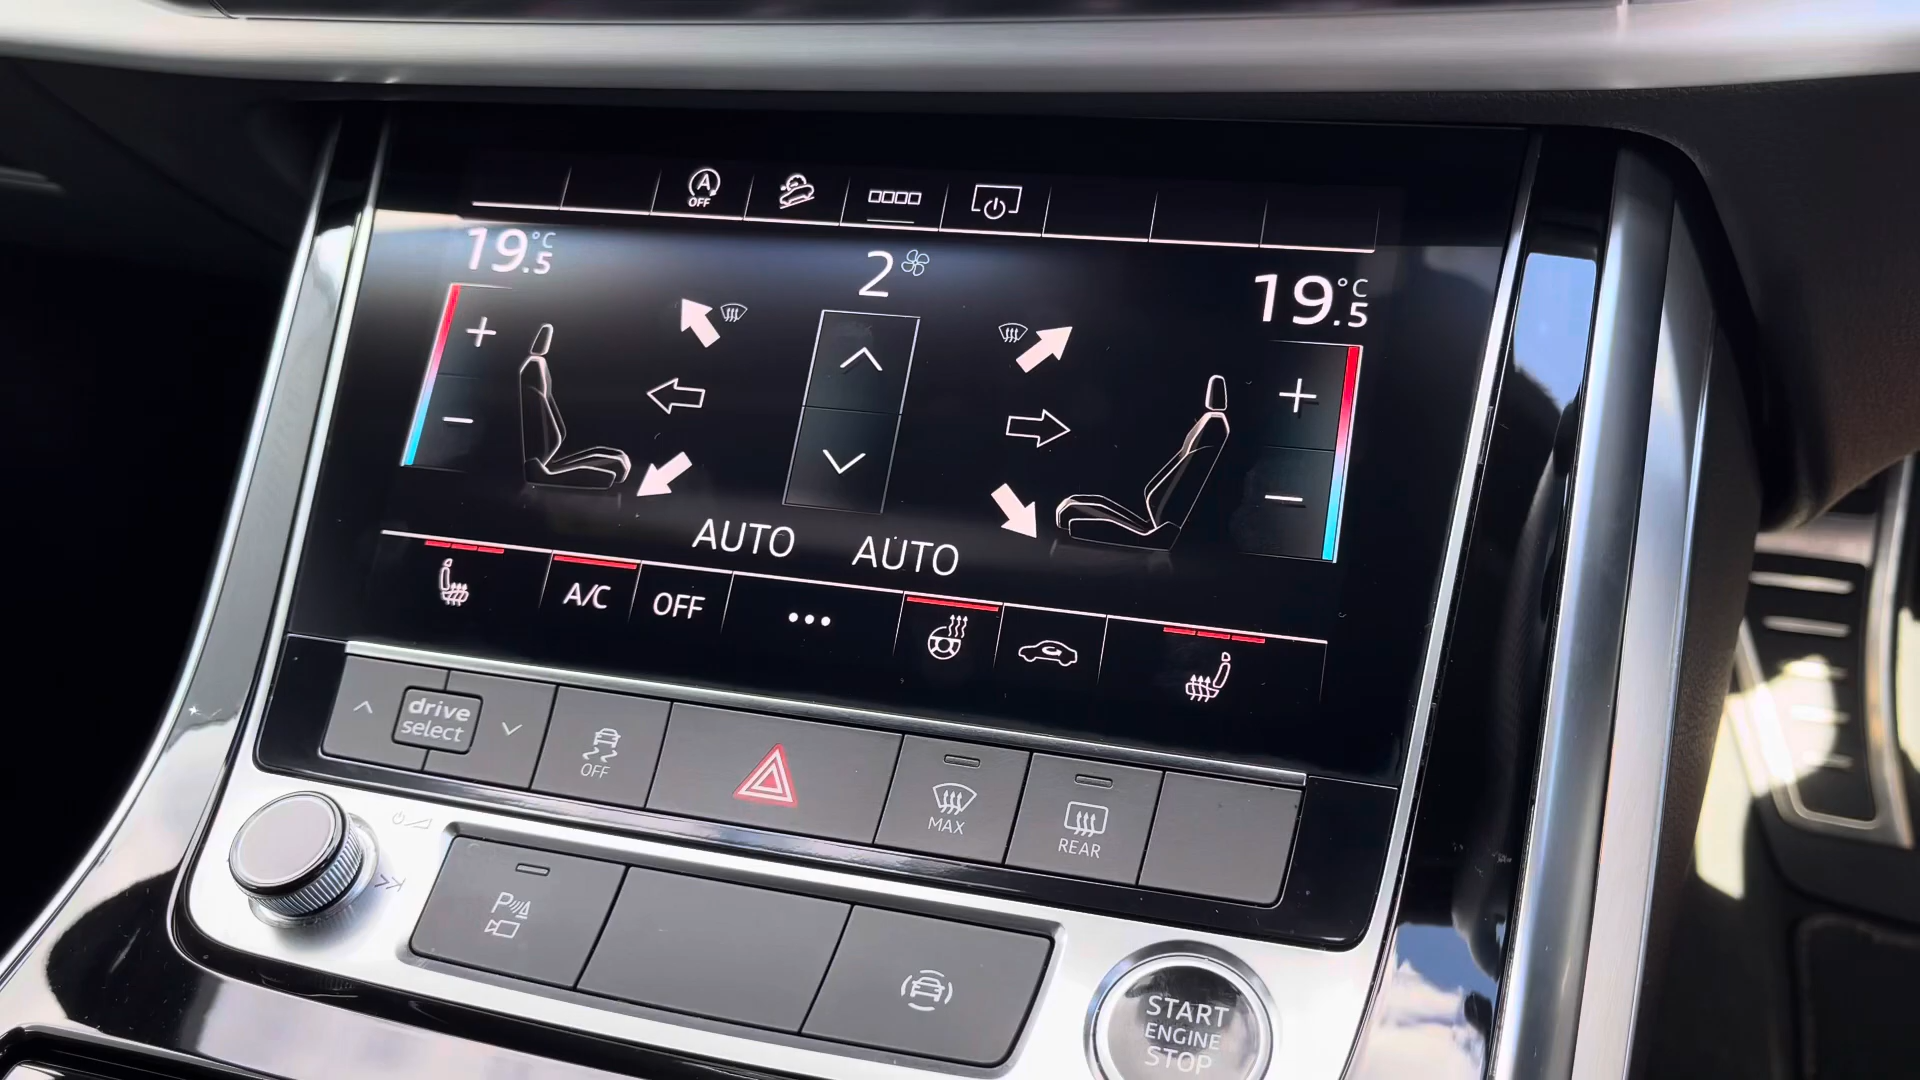 A
OFF
19.5 °C
2
19.5 °C
AUTO AUTO
A/C
OFF
drive
select
OFF
MAX
REAR
P
START
ENGINE
STOP